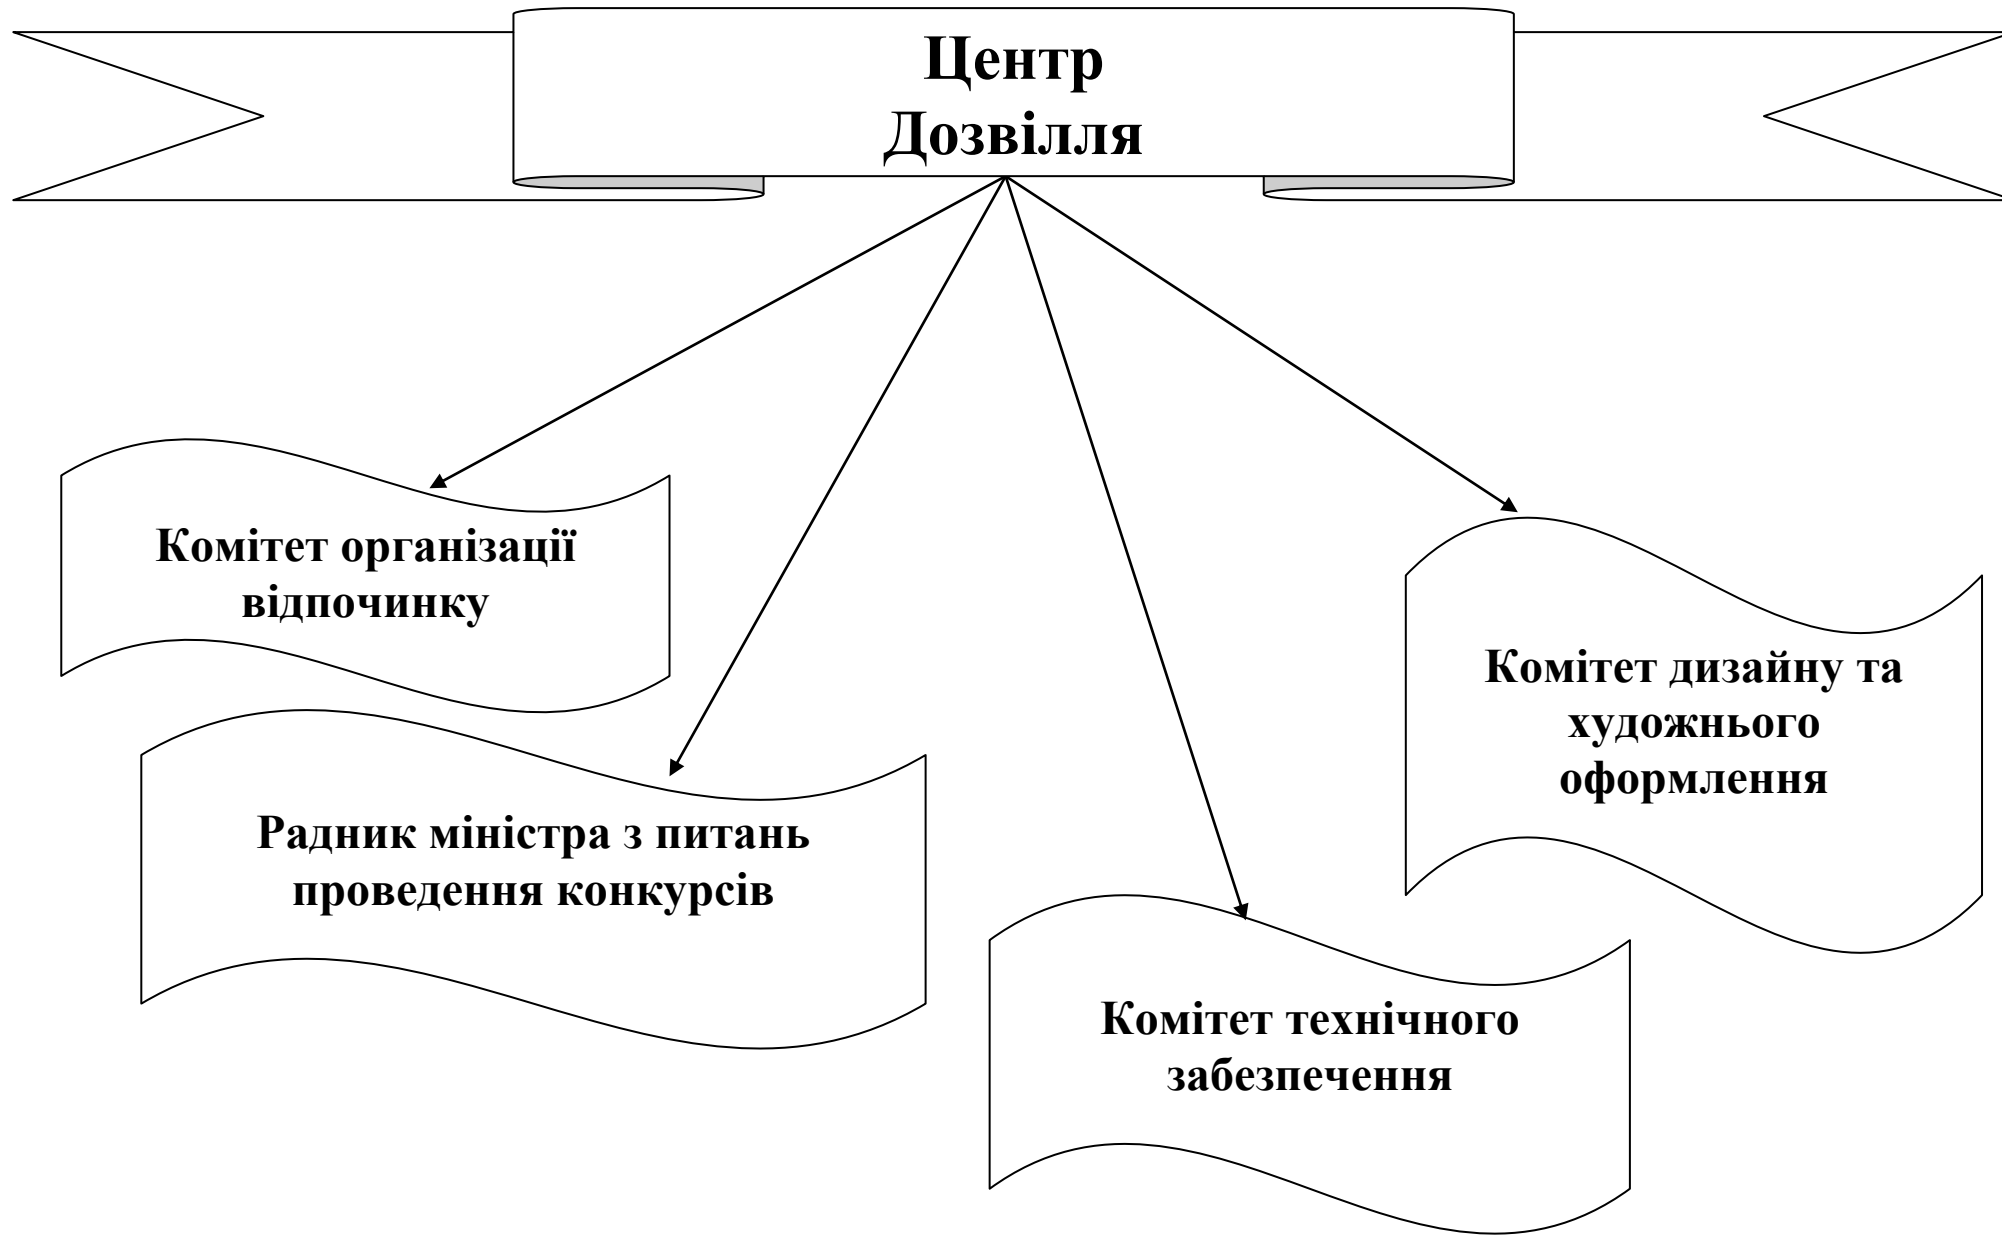 Центр
Дозвілля
Комітет організації
відпочинку
Радник міністра з питань
проведення конкурсів
Комітет технічного
забезпечення
Комітет дизайну та
художнього
оформлення